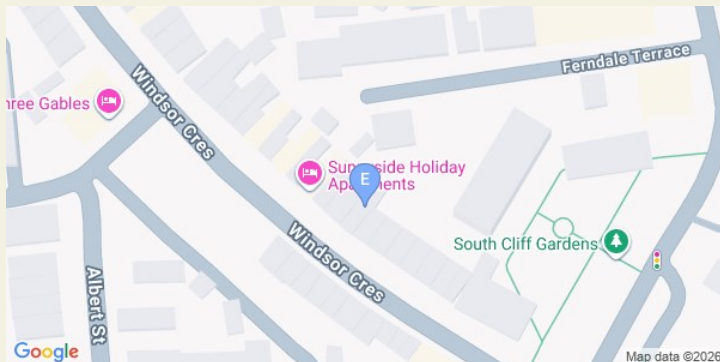 Windsor Cres
Ferndale Terrace
hree Gables
Sunnyside Holiday
Apartments
E
Windsor Cres
South Cliff Gardens
Albert St
Google
Map data ©202